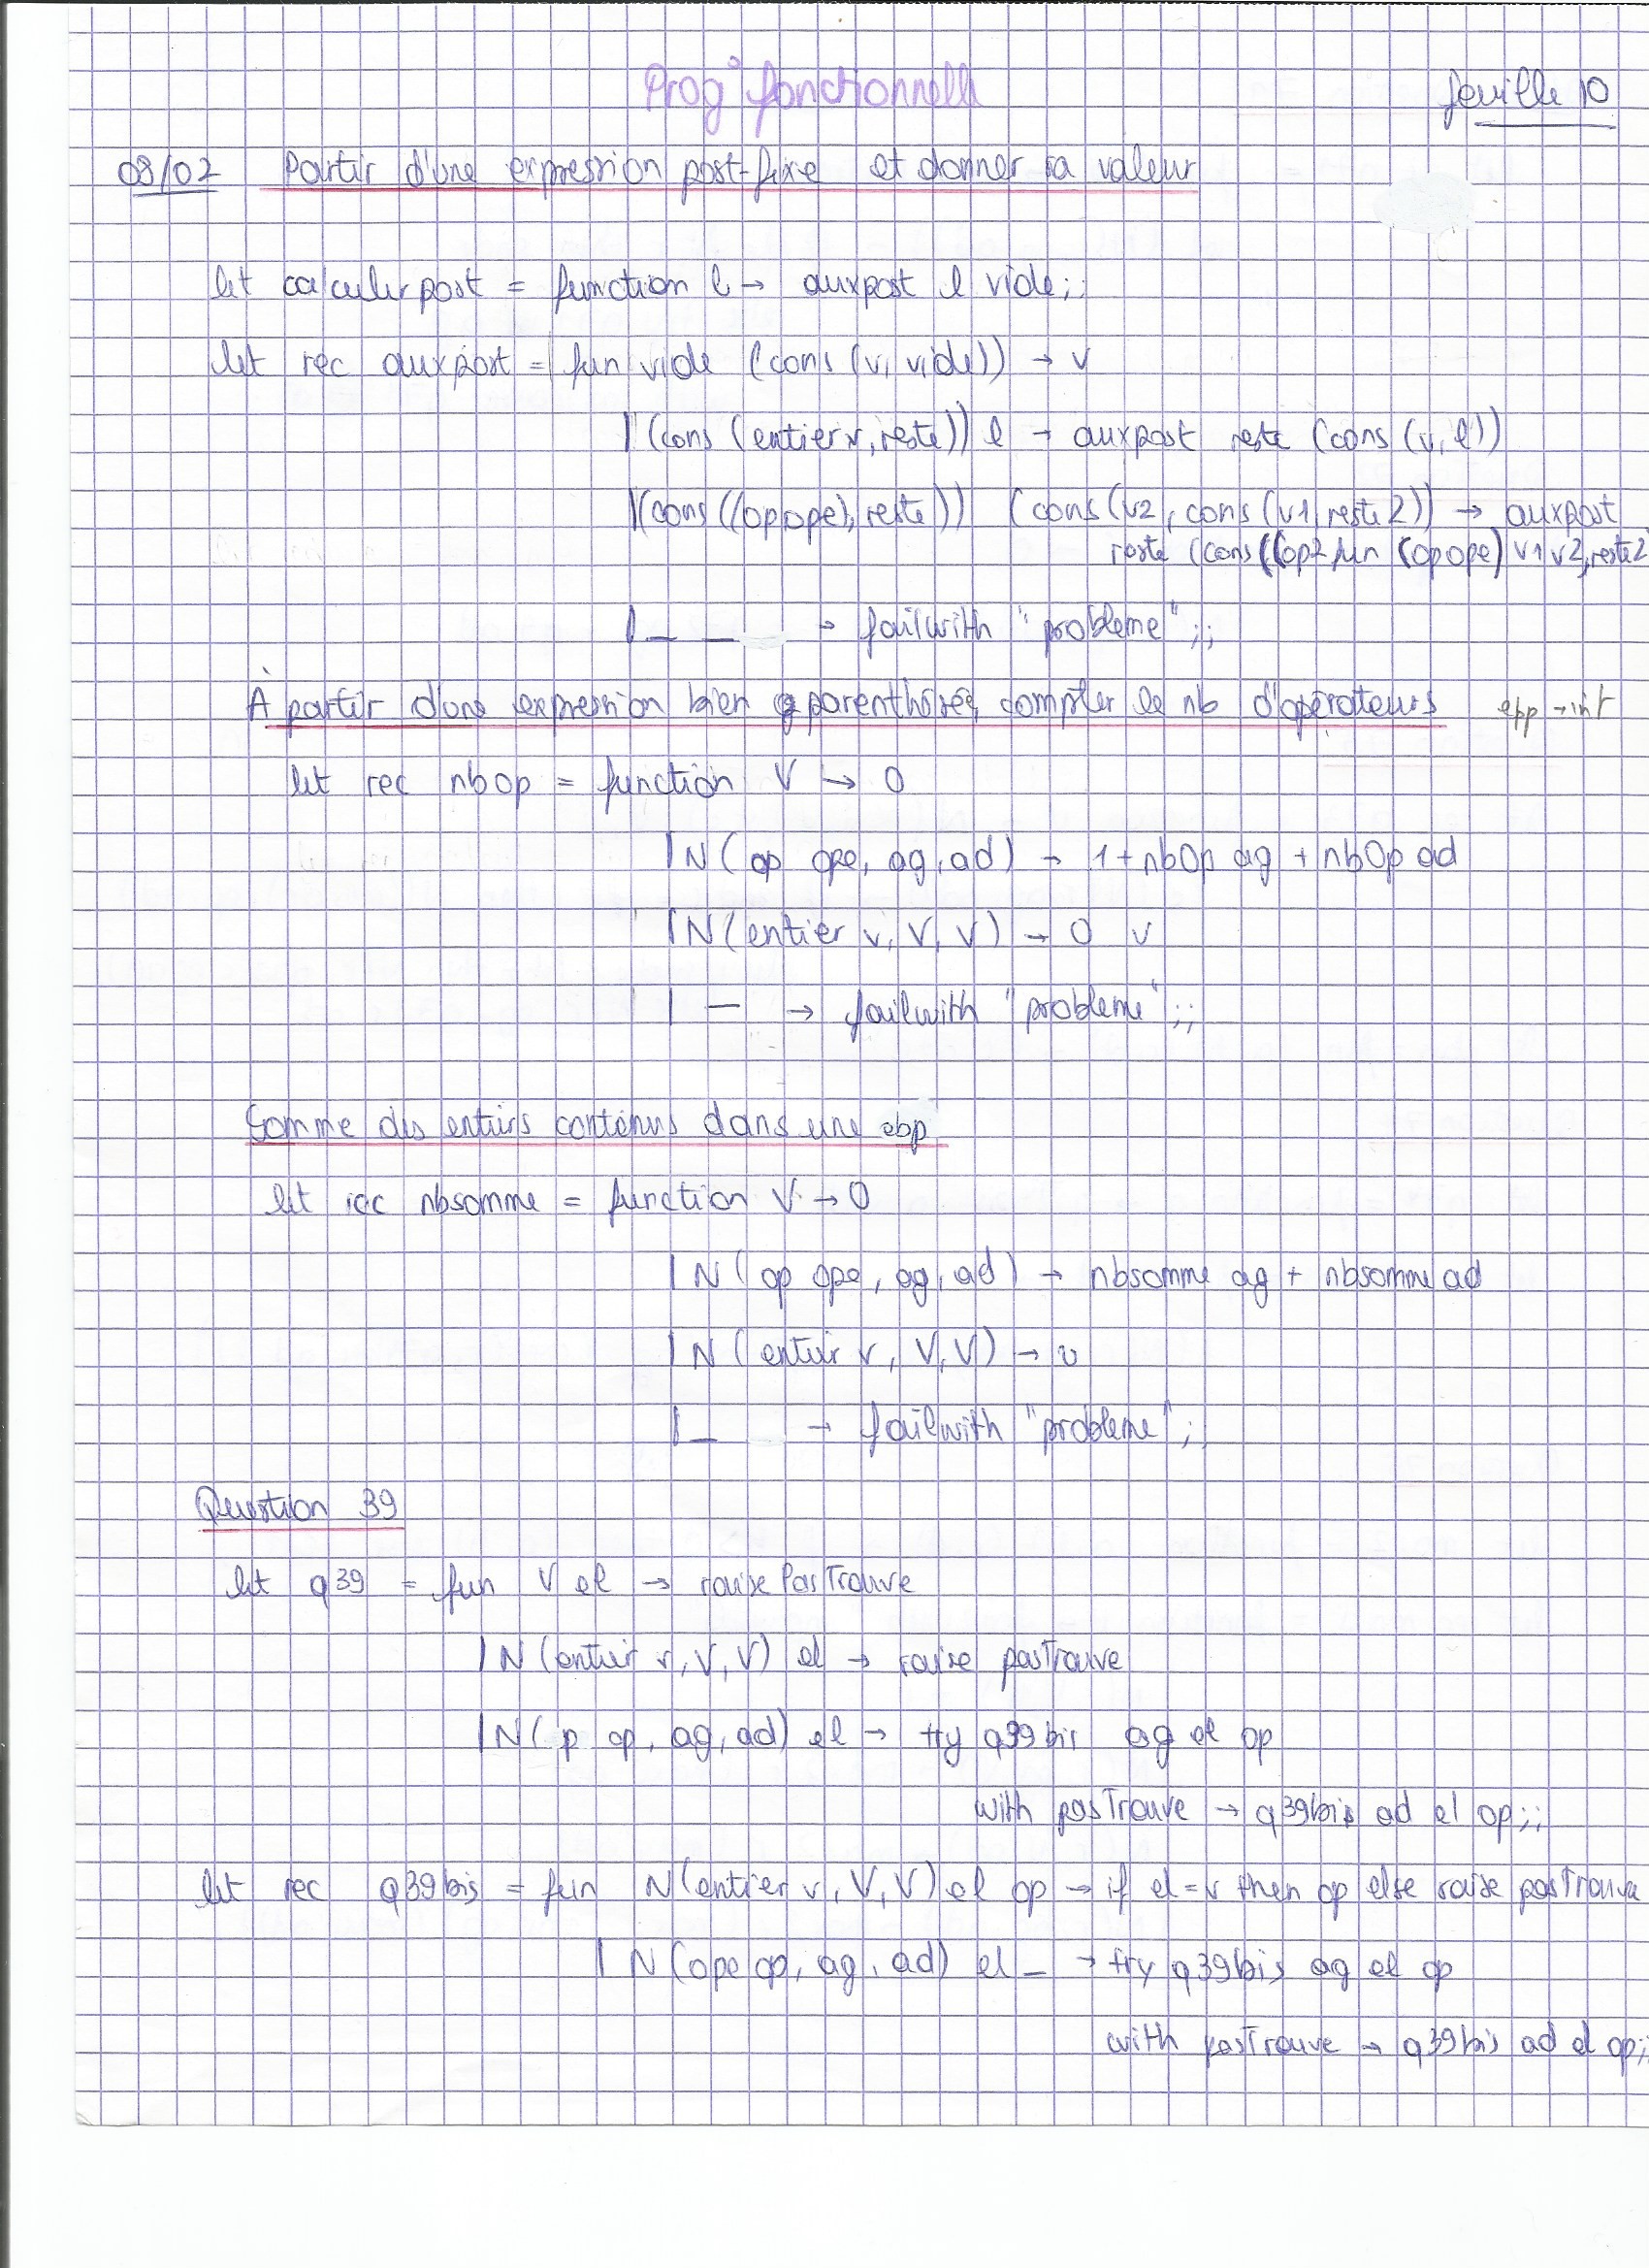 Prog° fonctionnelle
feuille 10
08/02 Partir d'une expression post-fixe et donner sa valeur
let calculerpost = function l → auxpost l vide;;
let rec auxpost = fun vide (cons (v, vide)) → v
|(cons (entier v, reste)) l → auxpost reste (cons (v, l))
|(cons ((op ope), reste)) (cons (v2, cons (v1, reste2)) → auxpost
reste (cons ((op2fun (op ope) v1 v2, reste2
| _ _ → failwith "probleme";;
À partir d'une expression bien parenthésée, compter le nb d'opérateurs epp → int
let rec nbop = function V → 0
| N (op ope, ag, ad) → 1 + nbOp ag + nbOp ad
| N (entier v, V, V) → 0 v
| _ → failwith "probleme";;
Somme des entiers contenus dans une ebp
let rec nbsomme = function V → 0
| N (op ope, ag, ad) → nbsomme ag + nbsomme ad
| N (entier v, V, V) → v
| _ → failwith "probleme";
Question 39
let q39 = fun V el → raise PasTrouve
| N (entier v, V, V) el → raise pasTrouve
| N ( p op, ag, ad) el → try q39bis ag el op
with pasTrouve → q39bis ad el op;;
let rec q39bis = fun N (entier v, V, V) el op → if el = v then op else raise pasTrouve
| N (ope op, ag, ad) el _ → try q39bis ag el op
with pasTrouve → q39bis ad el op;